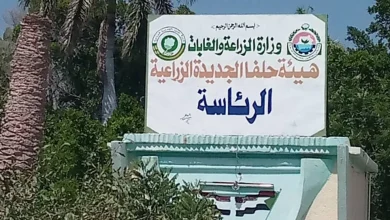 بسم الله الرحمن الرحيم
وزارة الزراعة والغابات
هيئة حلفا الجديدة الزراعية
الرئاسة